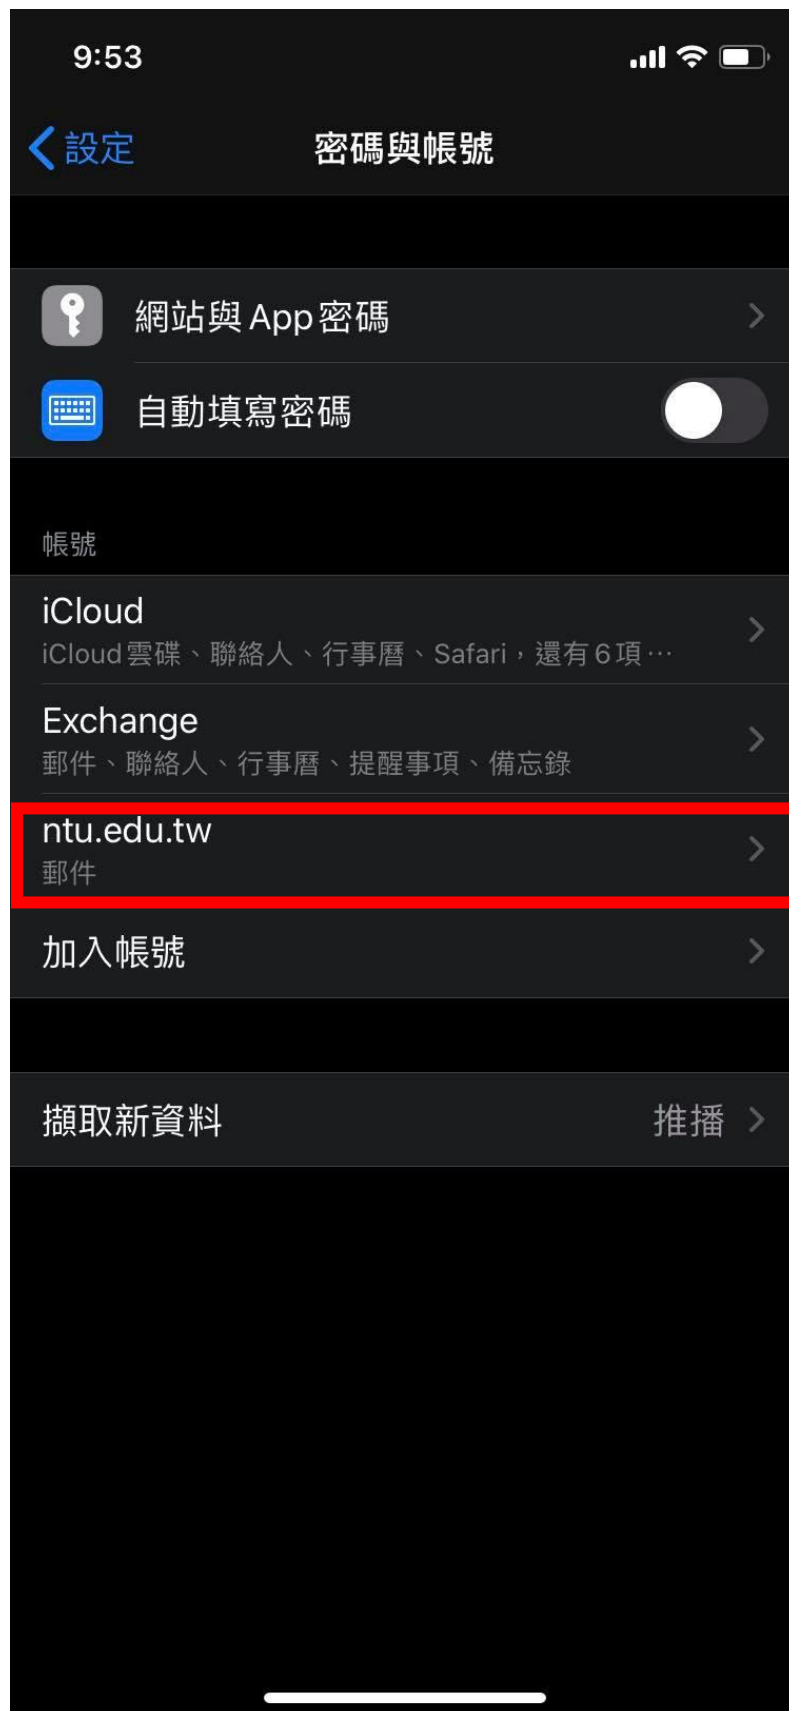 9:53
設定
密碼與帳號
網站與 App 密碼
自動填寫密碼
帳號
iCloud
iCloud 雲碟、聯絡人、行事曆、Safari，還有 6 項…
Exchange
郵件、聯絡人、行事曆、提醒事項、備忘錄
ntu.edu.tw
郵件
加入帳號
擷取新資料 推播